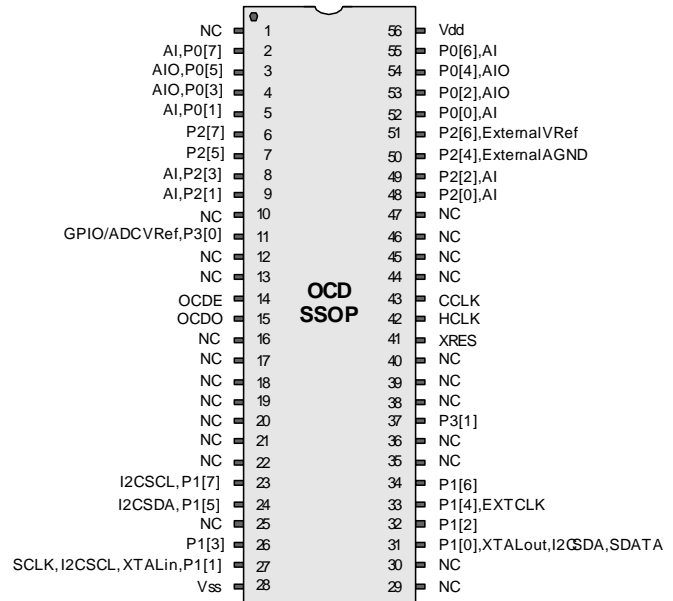 NC 1 56 Vdd
AI,P0[7] 2 55 P0[6],AI
AIO,P0[5] 3 54 P0[4],AIO
AIO,P0[3] 4 53 P0[2],AIO
AI,P0[1] 5 52 P0[0],AI
P2[7] 6 51 P2[6],ExternalVRef
P2[5] 7 50 P2[4],ExternalAGND
AI,P2[3] 8 49 P2[2],AI
AI,P2[1] 9 48 P2[0],AI
NC 10 47 NC
GPIO/ADCVRef,P3[0] 11 46 NC
NC 12 45 NC
NC 13 44 NC
OCD
SSOP
OCDE 14 43 CCLK
OCDO 15 42 HCLK
NC 16 41 XRES
NC 17 40 NC
NC 18 39 NC
NC 19 38 NC
NC 20 37 P3[1]
NC 21 36 NC
NC 22 35 NC
I2CSCL,P1[7] 23 34 P1[6]
I2CSDA,P1[5] 24 33 P1[4],EXTCLK
NC 25 32 P1[2]
P1[3] 26 31 P1[0],XTALout,I2CSDA,SDATA
SCLK,I2CSCL,XTALin,P1[1] 27 30 NC
Vss 28 29 NC